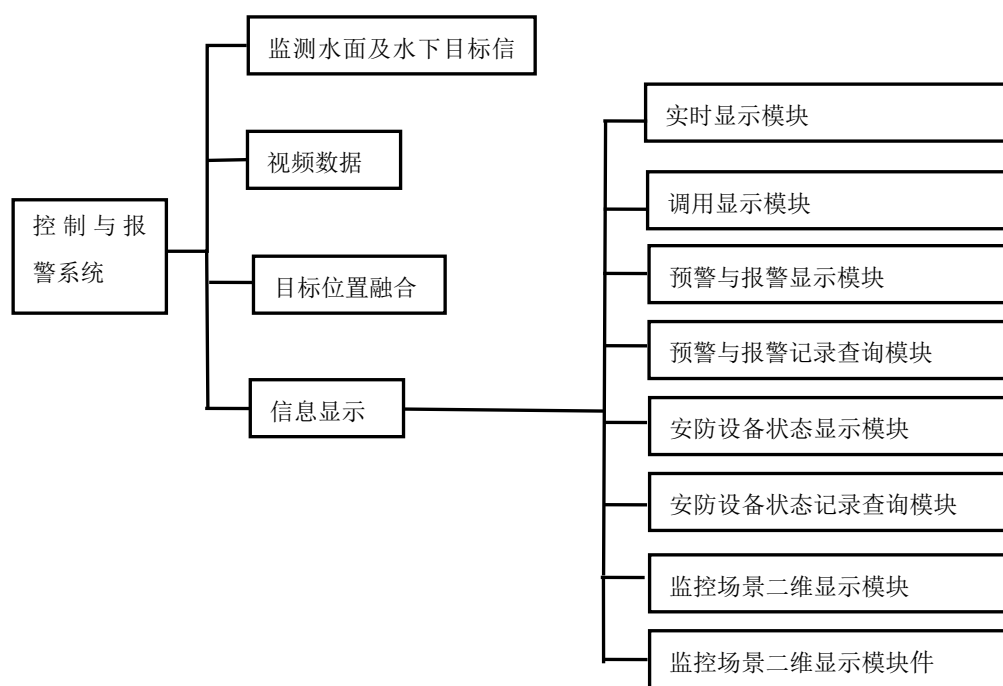 控制与报
警系统
监测水面及水下目标信
视频数据
目标位置融合
信息显示
实时显示模块
调用显示模块
预警与报警显示模块
预警与报警记录查询模块
安防设备状态显示模块
安防设备状态记录查询模块
监控场景二维显示模块
监控场景二维显示模块件